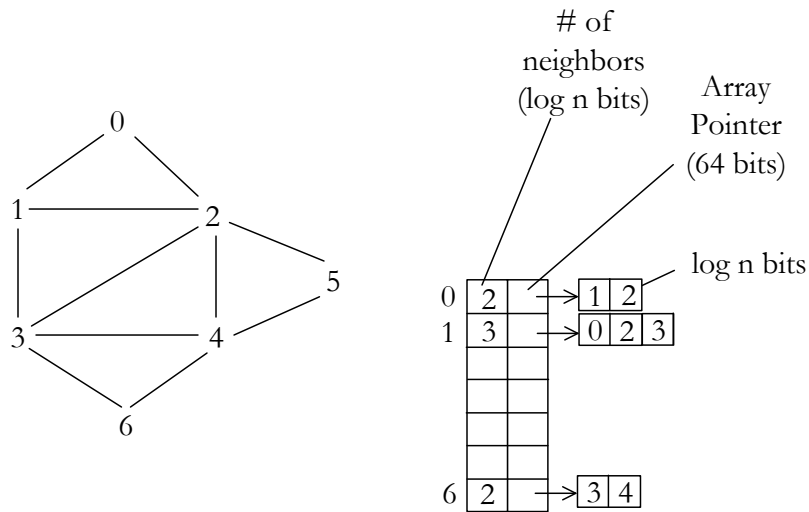 0
1
2
5
3
4
6
# of
neighbors
(log n bits)
Array
Pointer
(64 bits)
log n bits
0 2 1 2
1 3 0 2 3
6 2 3 4